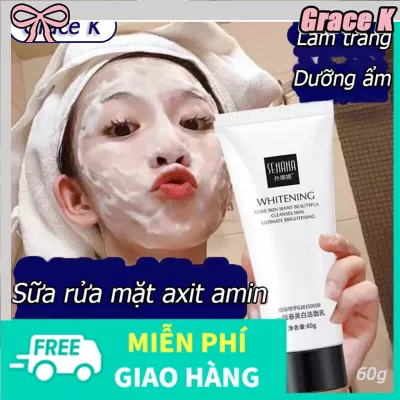 Grace K
Grace K
Làm trắng
Dưỡng ẩm
SENANA
WHITENING
MAKE SKIN SHINY BEAUTYFUL
CLEANSES SKIN
ULTIMATE BRIGHTENING
净含量:60g
Sữa rửa mặt axit amin
FREE
MIỄN PHÍ
GIAO HÀNG
60g